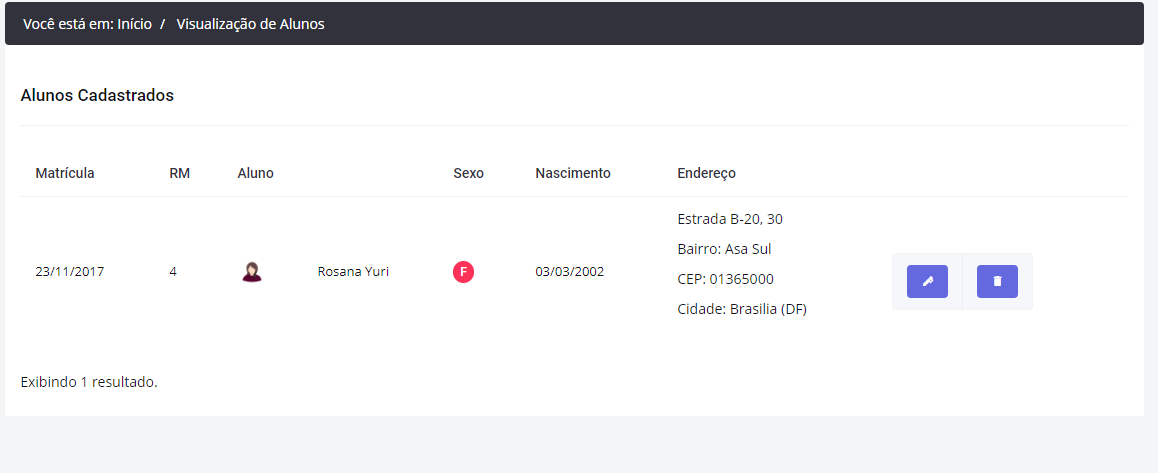 Você está em: Início / Visualização de Alunos
Alunos Cadastrados
Matrícula RM Aluno Sexo Nascimento Endereço
23/11/2017 4 Rosana Yuri F 03/03/2002
Estrada B-20, 30
Bairro: Asa Sul
CEP: 01365000
Cidade: Brasilia (DF)
Exibindo 1 resultado.